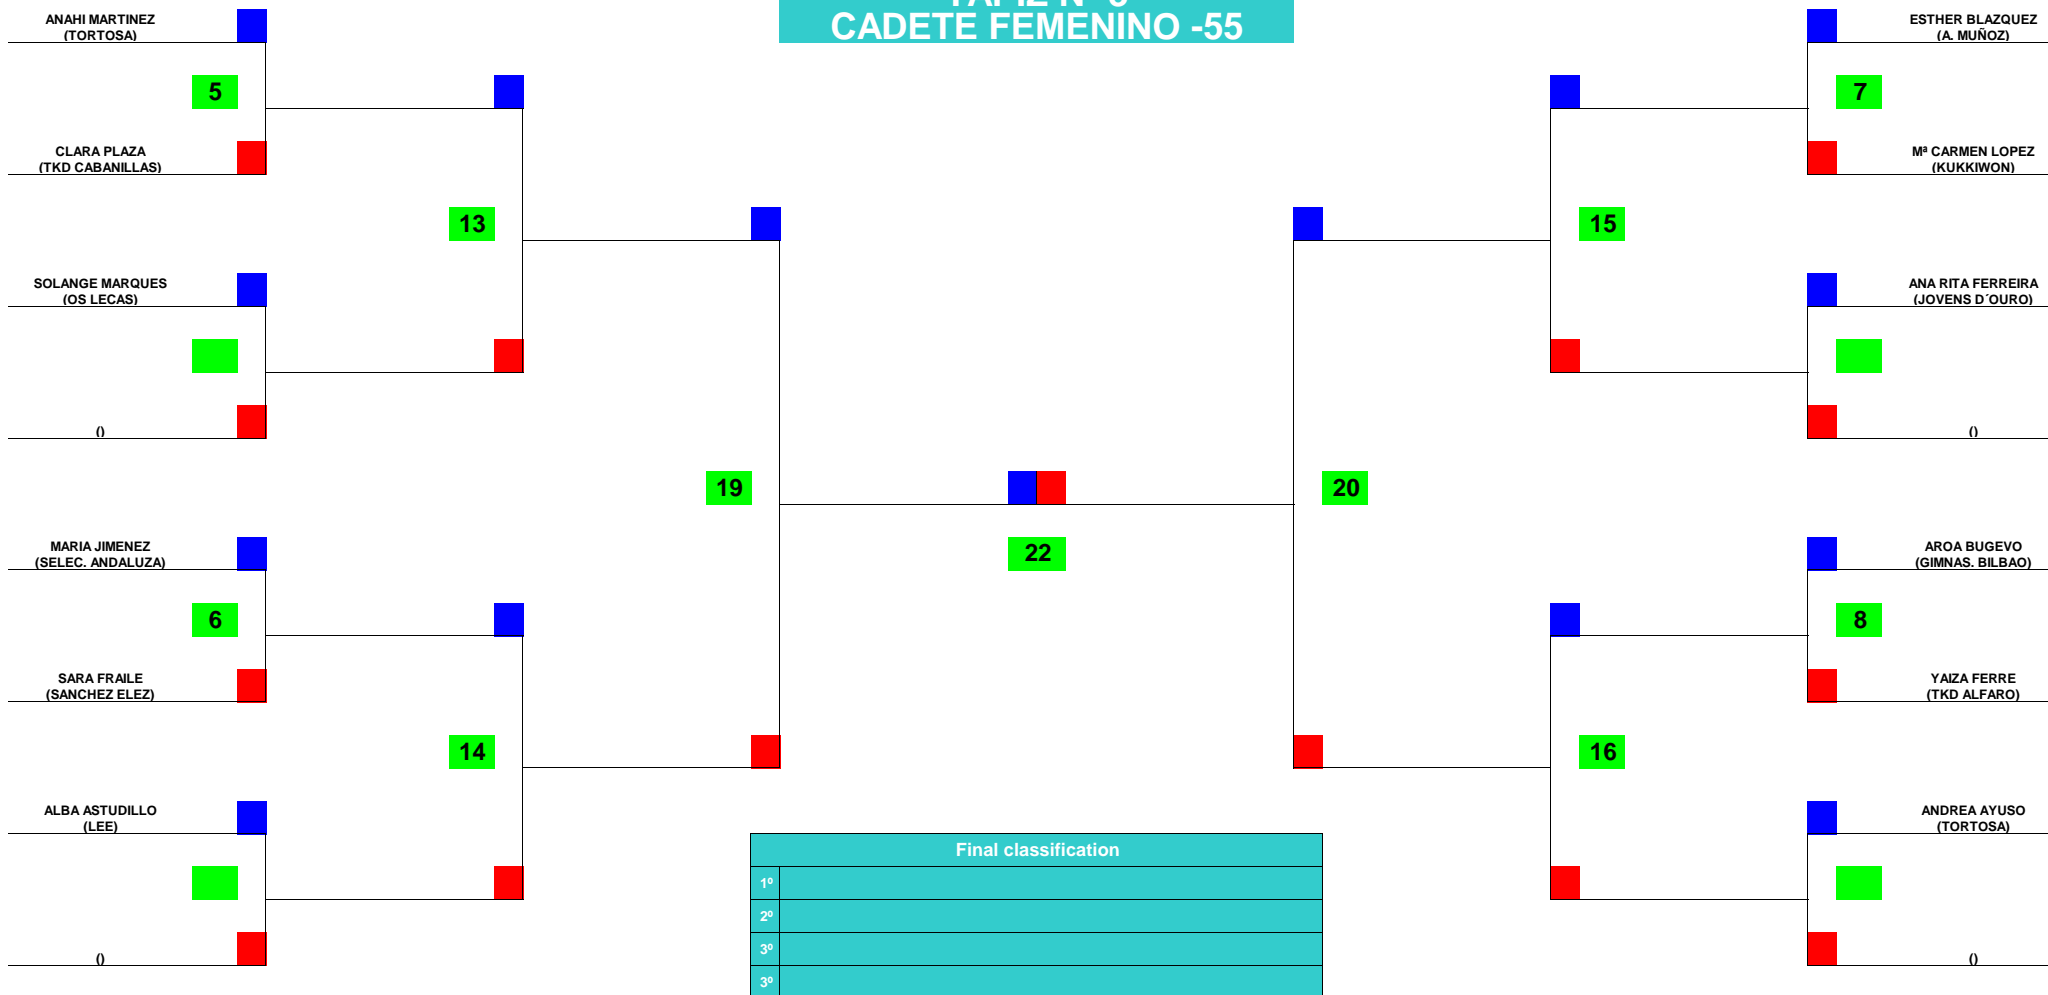 CADETE FEMENINO -55
ANAHI MARTINEZ
(TORTOSA)
5
CLARA PLAZA
(TKD CABANILLAS)
13
SOLANGE MARQUES
(OS LECAS)
()
19
MARIA JIMENEZ
(SELEC. ANDALUZA)
6
SARA FRAILE
(SANCHEZ ELEZ)
14
ALBA ASTUDILLO
(LEE)
()
22
ESTHER BLAZQUEZ
(A. MUÑOZ)
7
Mª CARMEN LOPEZ
(KUKKIWON)
15
ANA RITA FERREIRA
(JOVENS D´OURO)
()
20
AROA BUGEVO
(GIMNAS. BILBAO)
8
YAIZA FERRE
(TKD ALFARO)
16
ANDREA AYUSO
(TORTOSA)
()
Final classification
1º
2º
3º
3º